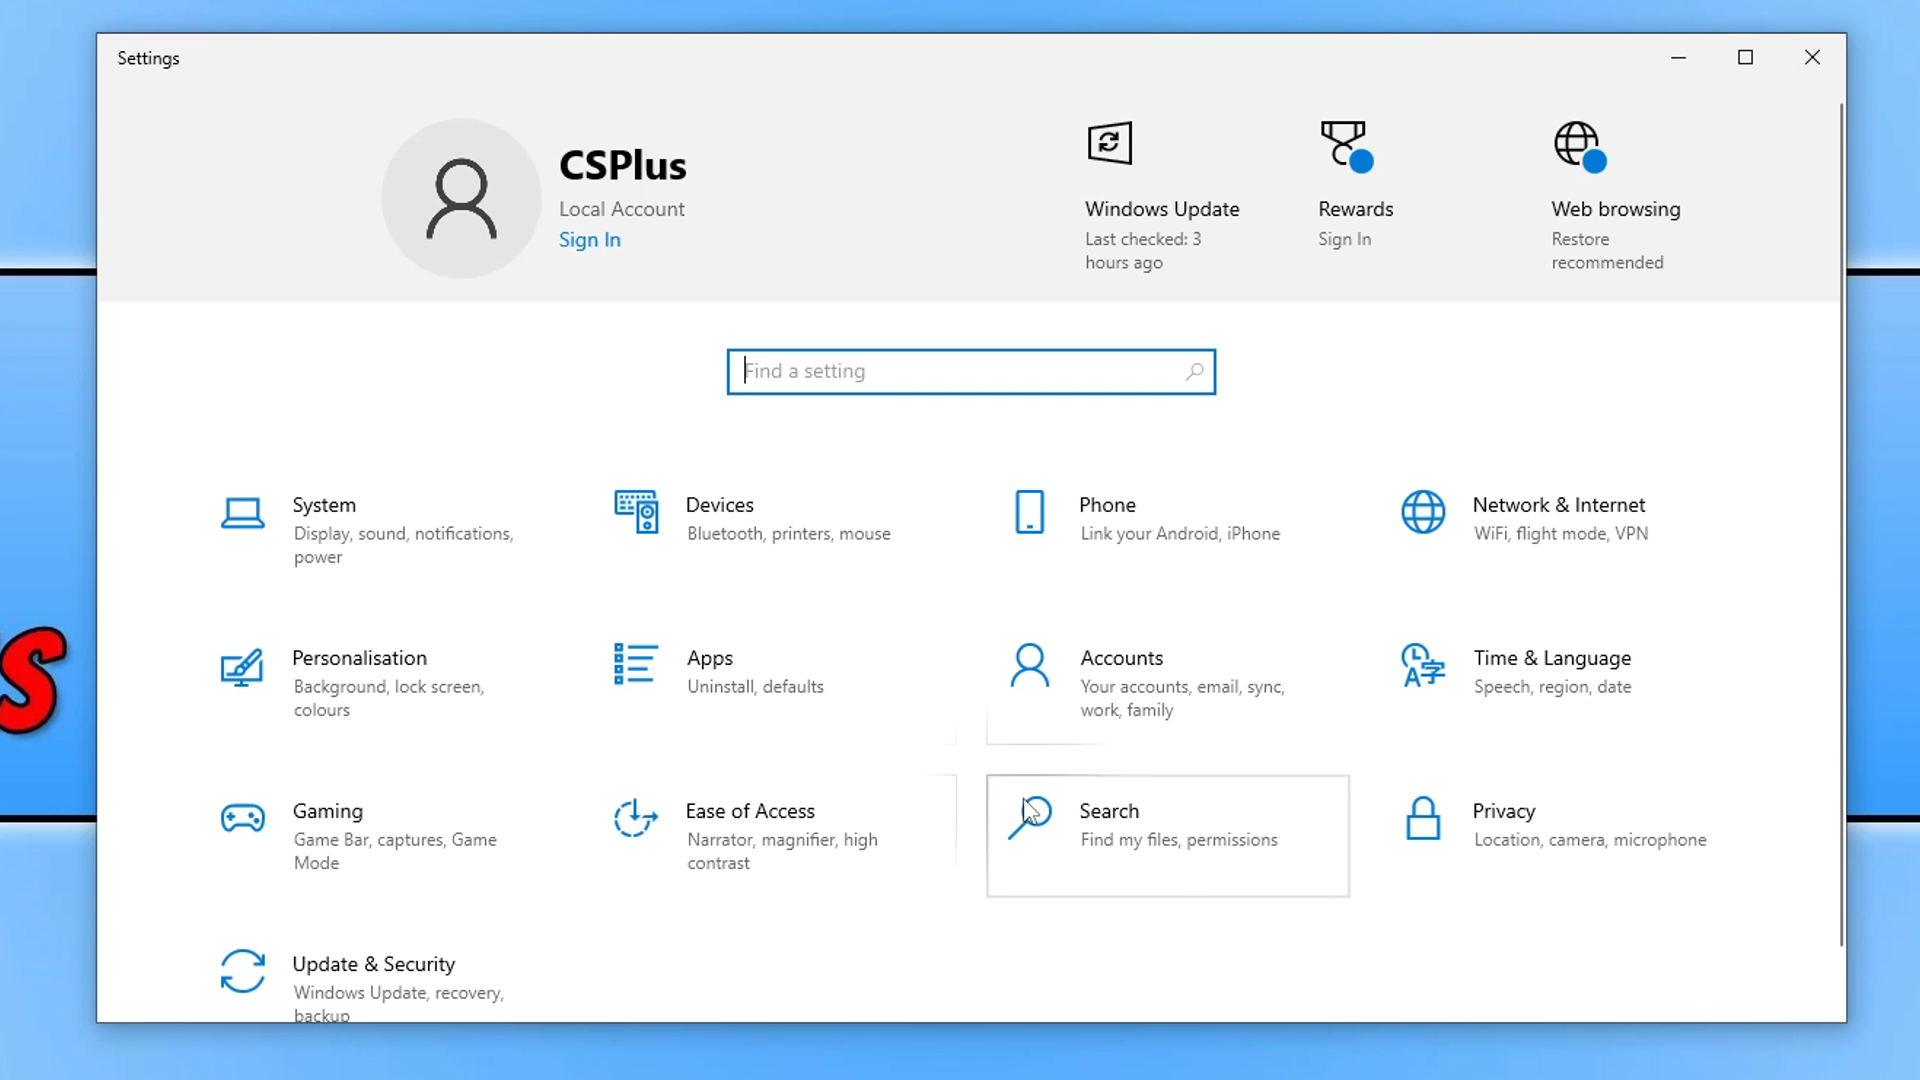 Settings
CSPlus
Local Account
Sign In
Windows Update
Last checked: 3
hours ago
Rewards
Sign In
Web browsing
Restore
recommended
Find a setting
System
Display, sound, notifications,
power
Devices
Bluetooth, printers, mouse
Phone
Link your Android, iPhone
Network & Internet
WiFi, flight mode, VPN
Personalisation
Background, lock screen,
colours
Apps
Uninstall, defaults
Accounts
Your accounts, email, sync,
work, family
Time & Language
Speech, region, date
Gaming
Game Bar, captures, Game
Mode
Ease of Access
Narrator, magnifier, high
contrast
Search
Find my files, permissions
Privacy
Location, camera, microphone
Update & Security
Windows Update, recovery,
backup
S